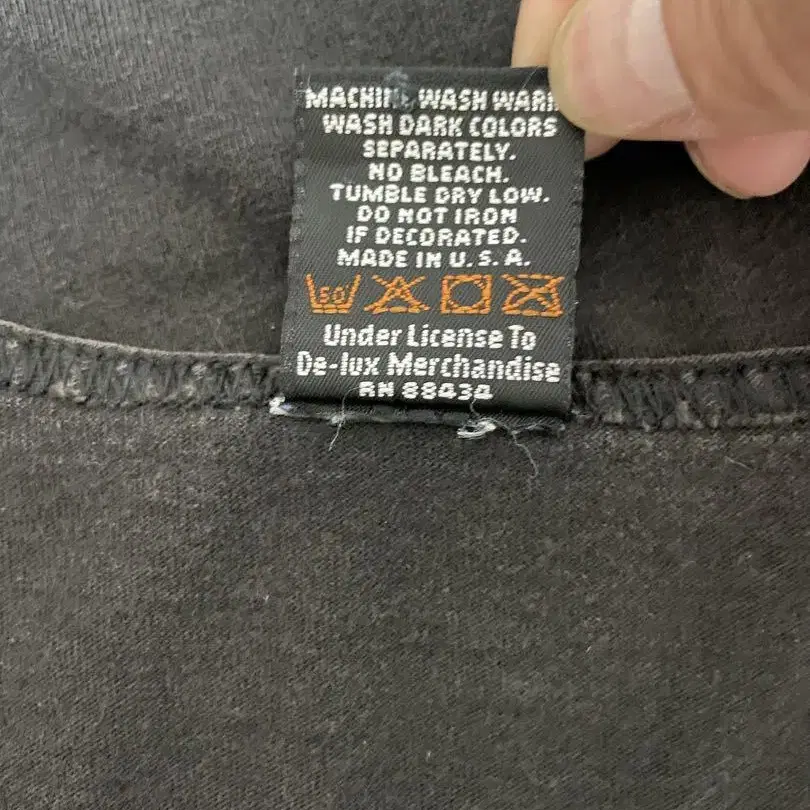 MACHINE WASH WARM
WASH DARK COLORS
SEPARATELY.
NO BLEACH.
TUMBLE DRY LOW.
DO NOT IRON
IF DECORATED.
MADE IN U.S.A.
50
Under License To
De-lux Merchandise
RN 88434